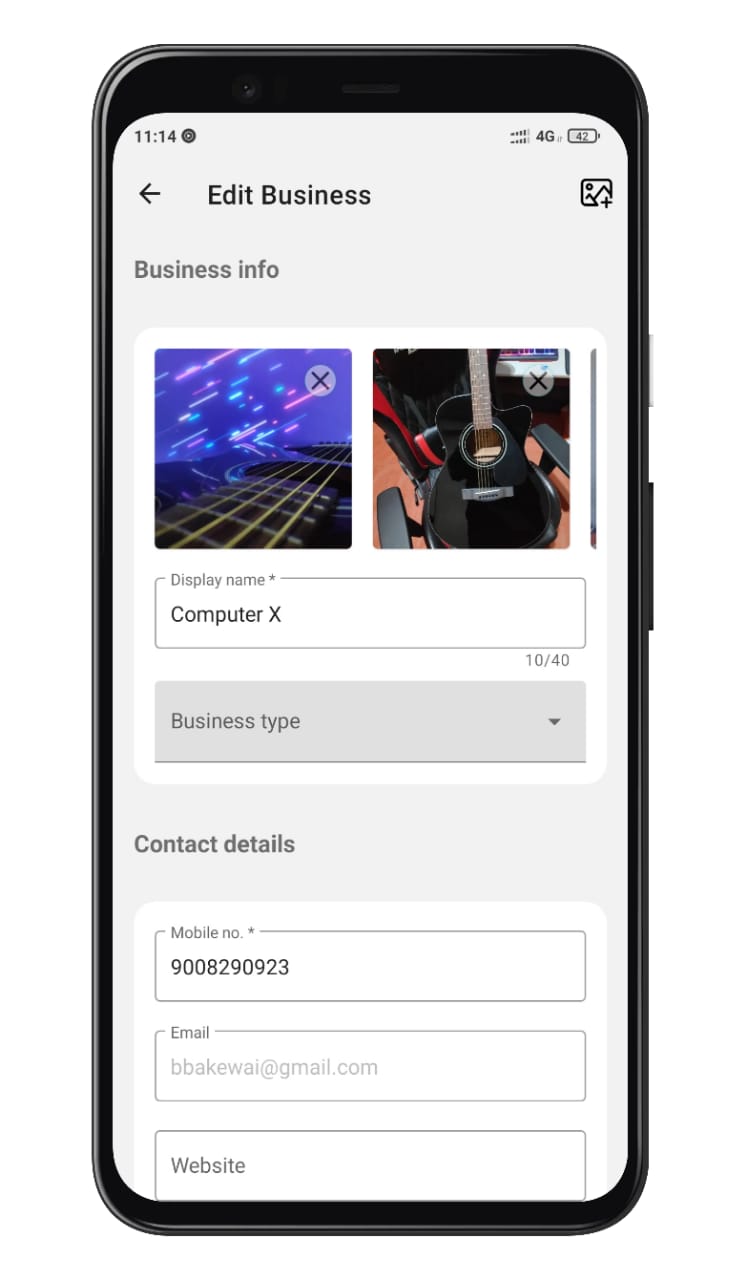 11:14
4G
42
Edit Business
Business info
Display name *
Computer X
10/40
Business type
Contact details
Mobile no. *
9008290923
Email
bbakewai@gmail.com
Website